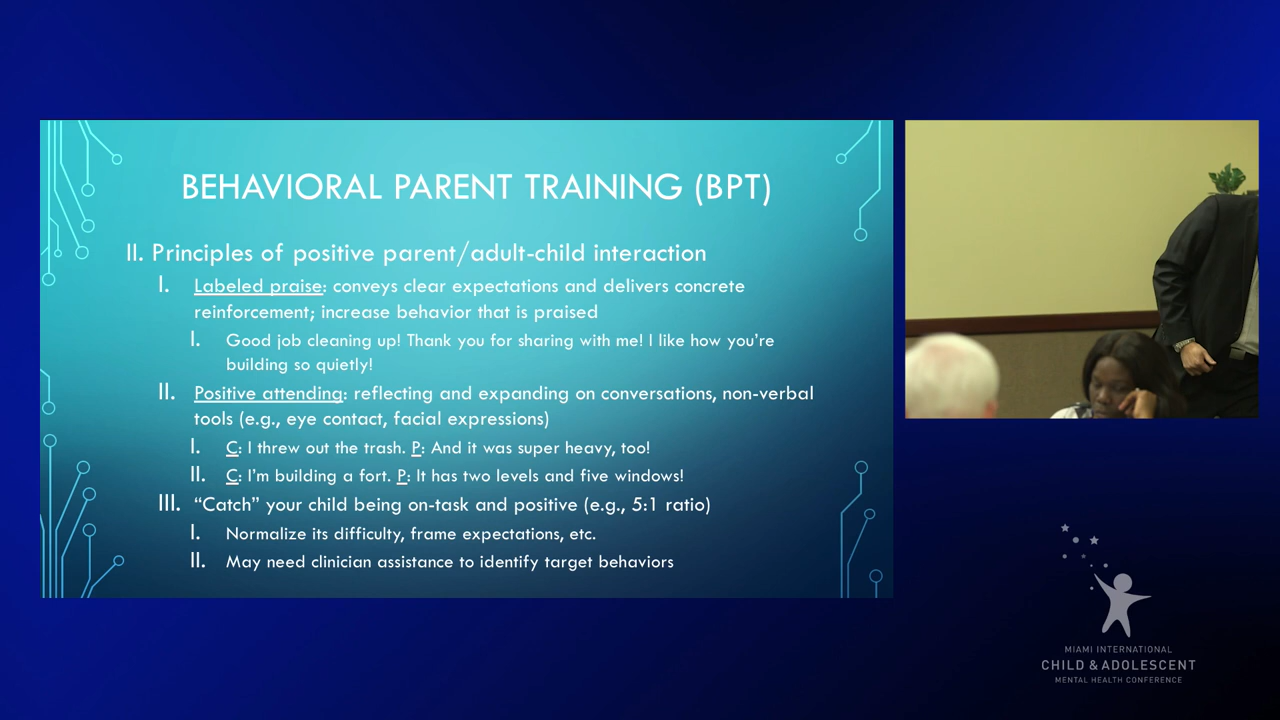 BEHAVIORAL PARENT TRAINING (BPT)
II. Principles of positive parent/adult-child interaction
I. Labeled praise: conveys clear expectations and delivers concrete
reinforcement; increase behavior that is praised
I. Good job cleaning up! Thank you for sharing with me! I like how you’re
building so quietly!
II. Positive attending: reflecting and expanding on conversations, non-verbal
tools (e.g., eye contact, facial expressions)
I. C: I threw out the trash. P: And it was super heavy, too!
II. C: I’m building a fort. P: It has two levels and five windows!
III. “Catch” your child being on-task and positive (e.g., 5:1 ratio)
I. Normalize its difficulty, frame expectations, etc.
II. May need clinician assistance to identify target behaviors
MIAMI INTERNATIONAL
CHILD & ADOLESCENT
MENTAL HEALTH CONFERENCE